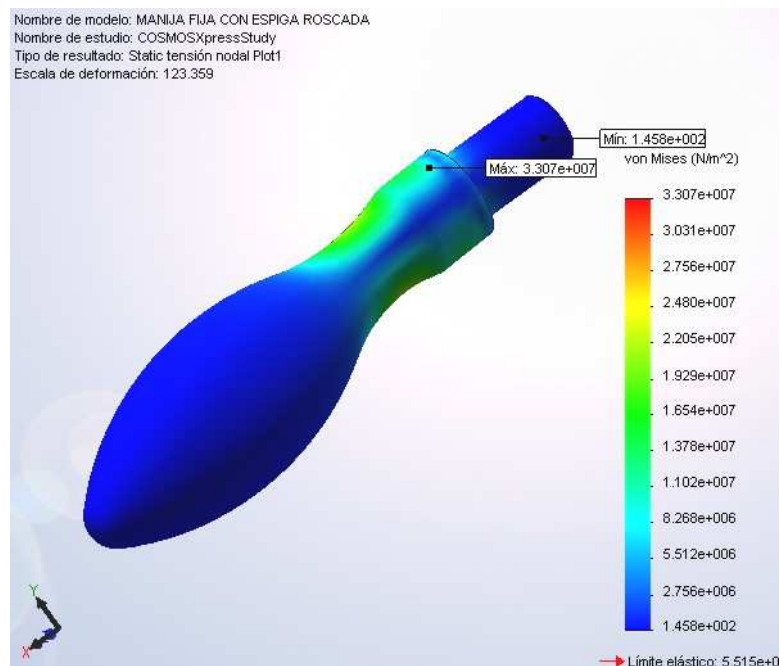 Nombre de modelo: MANIJA FIJA CON ESPIGA ROSCADA
Nombre de estudio: COSMOSXpressStudy
Tipo de resultado: Static tensión nodal Plot1
Escala de deformación: 123.359
Mín: 1.458e+002
Máx: 3.307e+007
von Mises (N/m^2)
3.307e+007
3.031e+007
2.756e+007
2.480e+007
2.205e+007
1.929e+007
1.654e+007
1.378e+007
1.102e+007
8.268e+006
5.512e+006
2.756e+006
1.458e+002
Límite elástico: 5.515e+0
Y
X